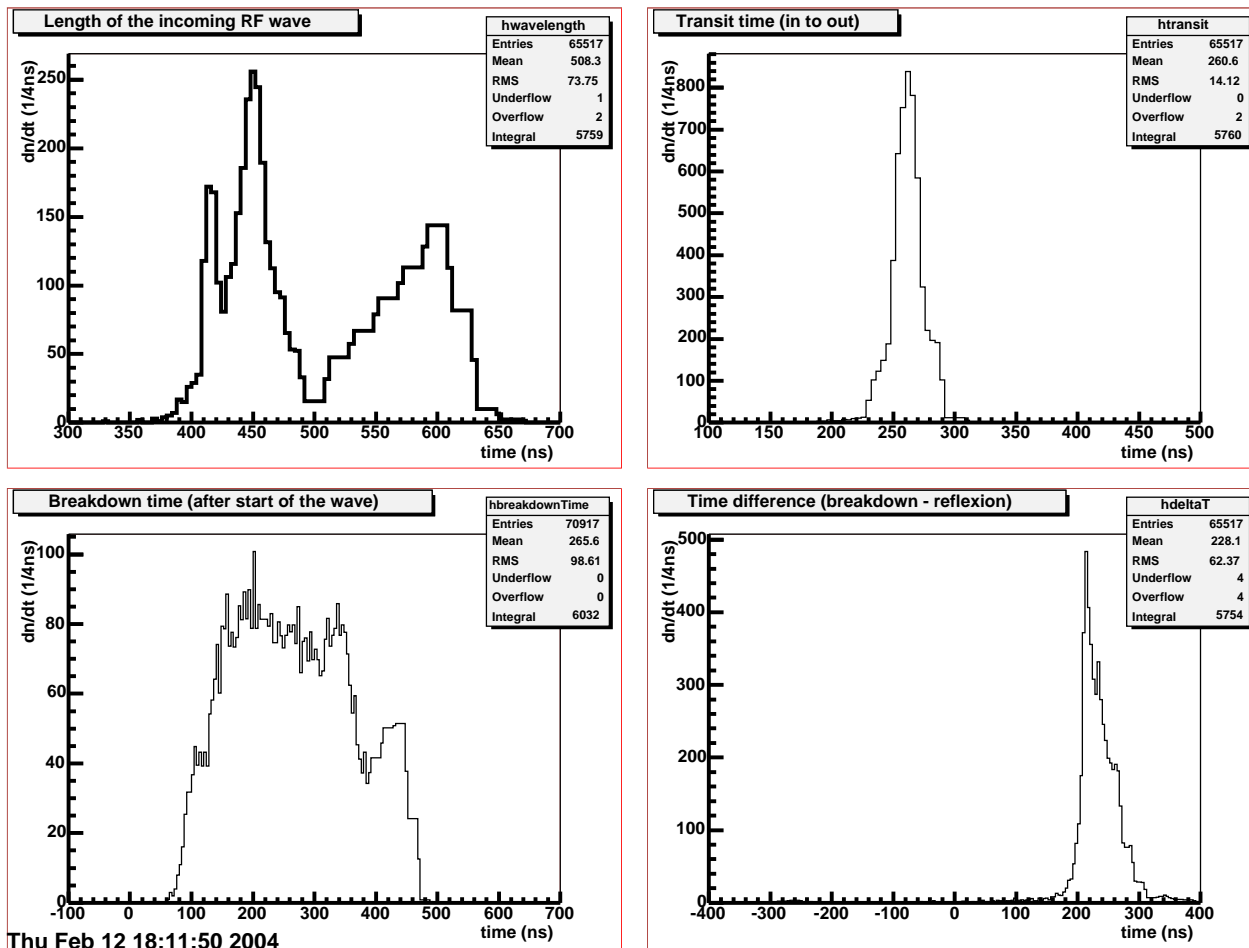 Length of the incoming RF wave
hwavelength
Entries 65517
Mean 508.3
RMS 73.75
Underflow 1
Overflow 2
Integral 5759
dn/dt (1/4ns)
250
200
150
100
50
0
300 350 400 450 500 550 600 650 700
time (ns)
Transit time (in to out)
htransit
Entries 65517
Mean 260.6
RMS 14.12
Underflow 0
Overflow 2
Integral 5760
dn/dt (1/4ns)
800
700
600
500
400
300
200
100
0
100 150 200 250 300 350 400 450 500
time (ns)
Breakdown time (after start of the wave)
hbreakdownTime
Entries 70917
Mean 265.6
RMS 98.61
Underflow 0
Overflow 0
Integral 6032
dn/dt (1/4ns)
100
80
60
40
20
0
-100 0 100 200 300 400 500 600 700
time (ns)
Time difference (breakdown - reflexion)
hdeltaT
Entries 65517
Mean 228.1
RMS 62.37
Underflow 4
Overflow 4
Integral 5754
dn/dt (1/4ns)
500
400
300
200
100
0
-400 -300 -200 -100 0 100 200 300 400
time (ns)
Thu Feb 12 18:11:50 2004